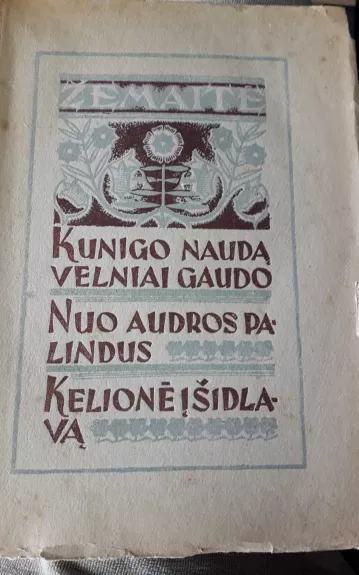 ŽEMAITĖ
KUNIGO NAUDĄ
VELNIAI GAUDO
NUO AUDROS PA-
LINDUS
KELIONĖ Į ŠIDLA-
VĄ